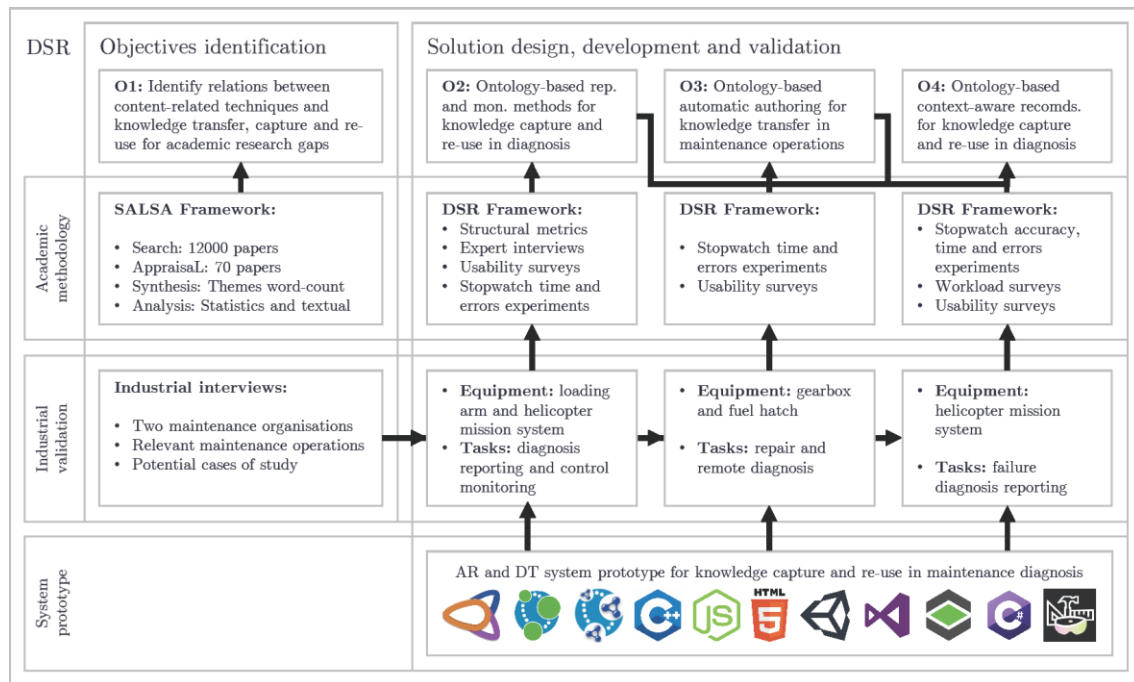 DSR
Objectives identification
Solution design, development and validation
O1: Identify relations between
content-related techniques and
knowledge transfer, capture and re-
use for academic research gaps
O2: Ontology-based rep.
and mon. methods for
knowledge capture and
re-use in diagnosis
O3: Ontology-based
automatic authoring for
knowledge transfer in
maintenance operations
O4: Ontology-based
context-aware recomds.
for knowledge capture
and re-use in diagnosis
Academic
methodology
SALSA Framework:
• Search: 12000 papers
• AppraisaL: 70 papers
• Synthesis: Themes word-count
• Analysis: Statistics and textual
DSR Framework:
• Structural metrics
• Expert interviews
• Usability surveys
• Stopwatch time and
errors experiments
DSR Framework:
• Stopwatch time and
errors experiments
• Usability surveys
DSR Framework:
• Stopwatch accuracy,
time and errors
experiments
• Workload surveys
• Usability surveys
Industrial
validation
Industrial interviews:
• Two maintenance organisations
• Relevant maintenance operations
• Potential cases of study
• Equipment: loading
arm and helicopter
mission system
• Tasks: diagnosis
reporting and control
monitoring
• Equipment: gearbox
and fuel hatch
• Tasks: repair and
remote diagnosis
• Equipment:
helicopter mission
system
• Tasks: failure
diagnosis reporting
System
prototype
AR and DT system prototype for knowledge capture and re-use in maintenance diagnosis
C++
JS
HTML
5
C#